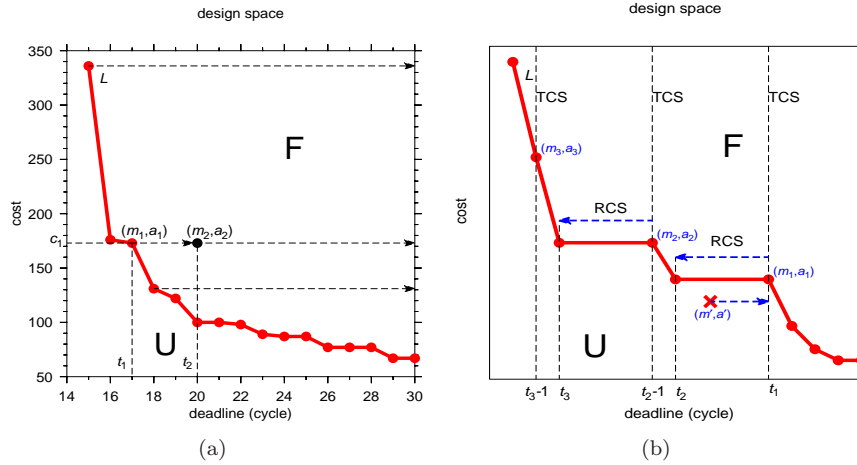 design space
350
300
250
200
c1
150
100
50
cost
L
F
(m1,a1)
(m2,a2)
U
t1
t2
14 16 18 20 22 24 26 28 30
deadline (cycle)
(a)
design space
cost
L
TCS
TCS
TCS
(m3,a3)
F
RCS
(m2,a2)
RCS
(m1,a1)
(m',a')
U
t3-1
t3
t2-1
t2
t1
deadline (cycle)
(b)